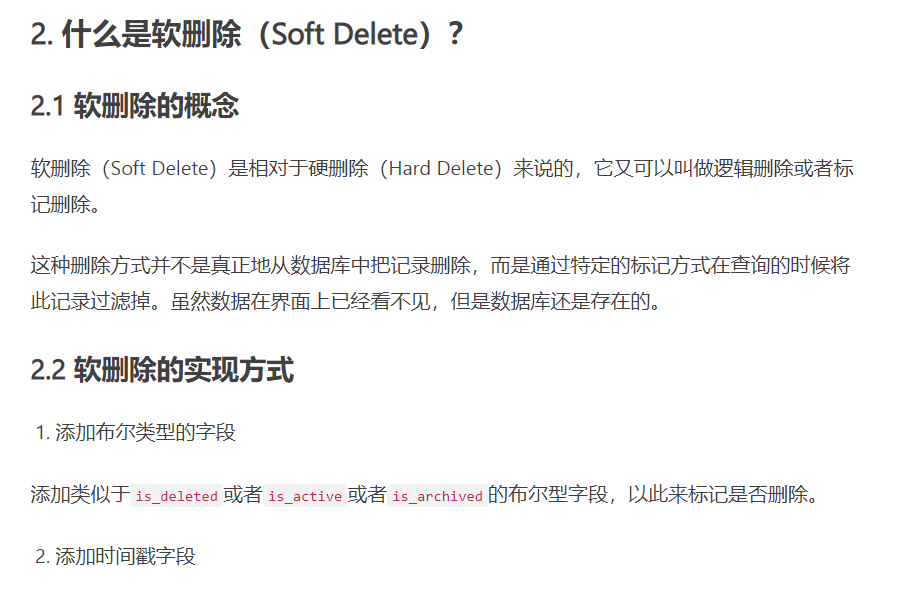 2. 什么是软删除（Soft Delete）？
2.1 软删除的概念
软删除（Soft Delete）是相对于硬删除（Hard Delete）来说的，它又可以叫做逻辑删除或者标
记删除。
这种删除方式并不是真正地从数据库中把记录删除，而是通过特定的标记方式在查询的时候将
此记录过滤掉。虽然数据在界面上已经看不见，但是数据库还是存在的。
2.2 软删除的实现方式
1. 添加布尔类型的字段
添加类似于 is_deleted 或者 is_active 或者 is_archived 的布尔型字段，以此来标记是否删除。
2. 添加时间戳字段